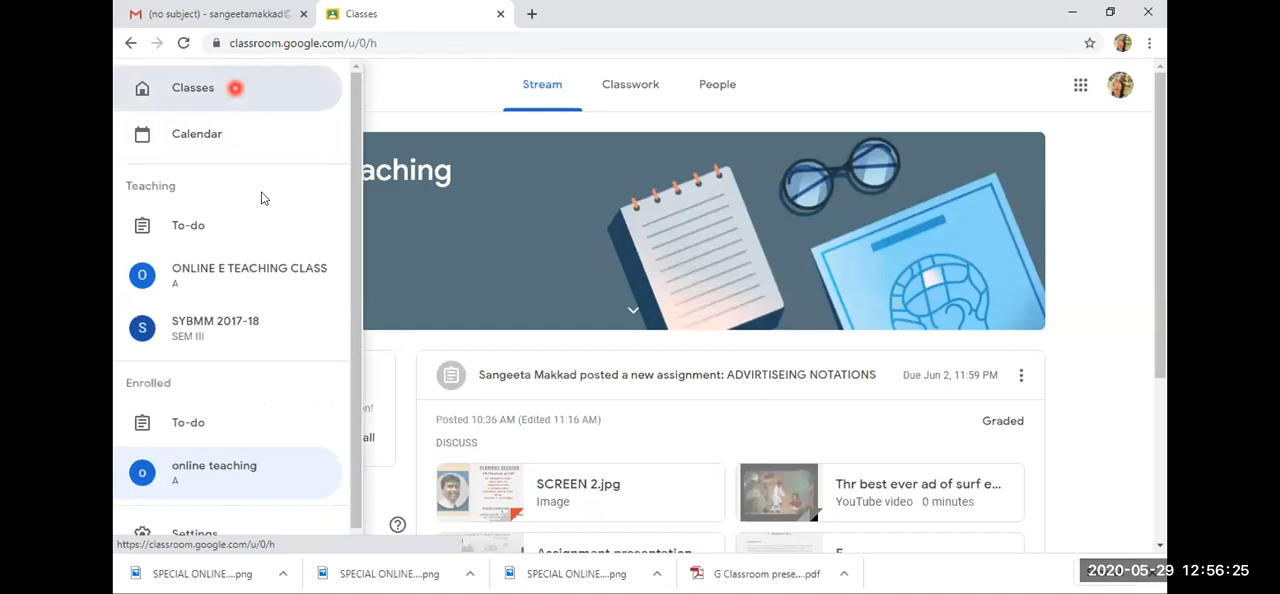 (no subject) - sangeetamakkad@
Classes
classroom.google.com/u/0/h
Classes
Calendar
Teaching
To-do
O ONLINE E TEACHING CLASS
A
S SYBMM 2017-18
SEM III
Enrolled
To-do
o online teaching
A
Settings
https://classroom.google.com/u/0/h
Stream Classwork People
aching
Sangeeta Makkad posted a new assignment: ADVIRTISEING NOTATIONS Due Jun 2, 11:59 PM
Posted 10:36 AM (Edited 11:16 AM) Graded
DISCUSS
SCREEN 2.jpg
Image
Thr best ever ad of surf e...
YouTube video 0 minutes
Assignment presentation
all
SPECIAL ONLINE....png SPECIAL ONLINE....png SPECIAL ONLINE....png G Classroom prese....pdf
2020-05-29 12:56:25